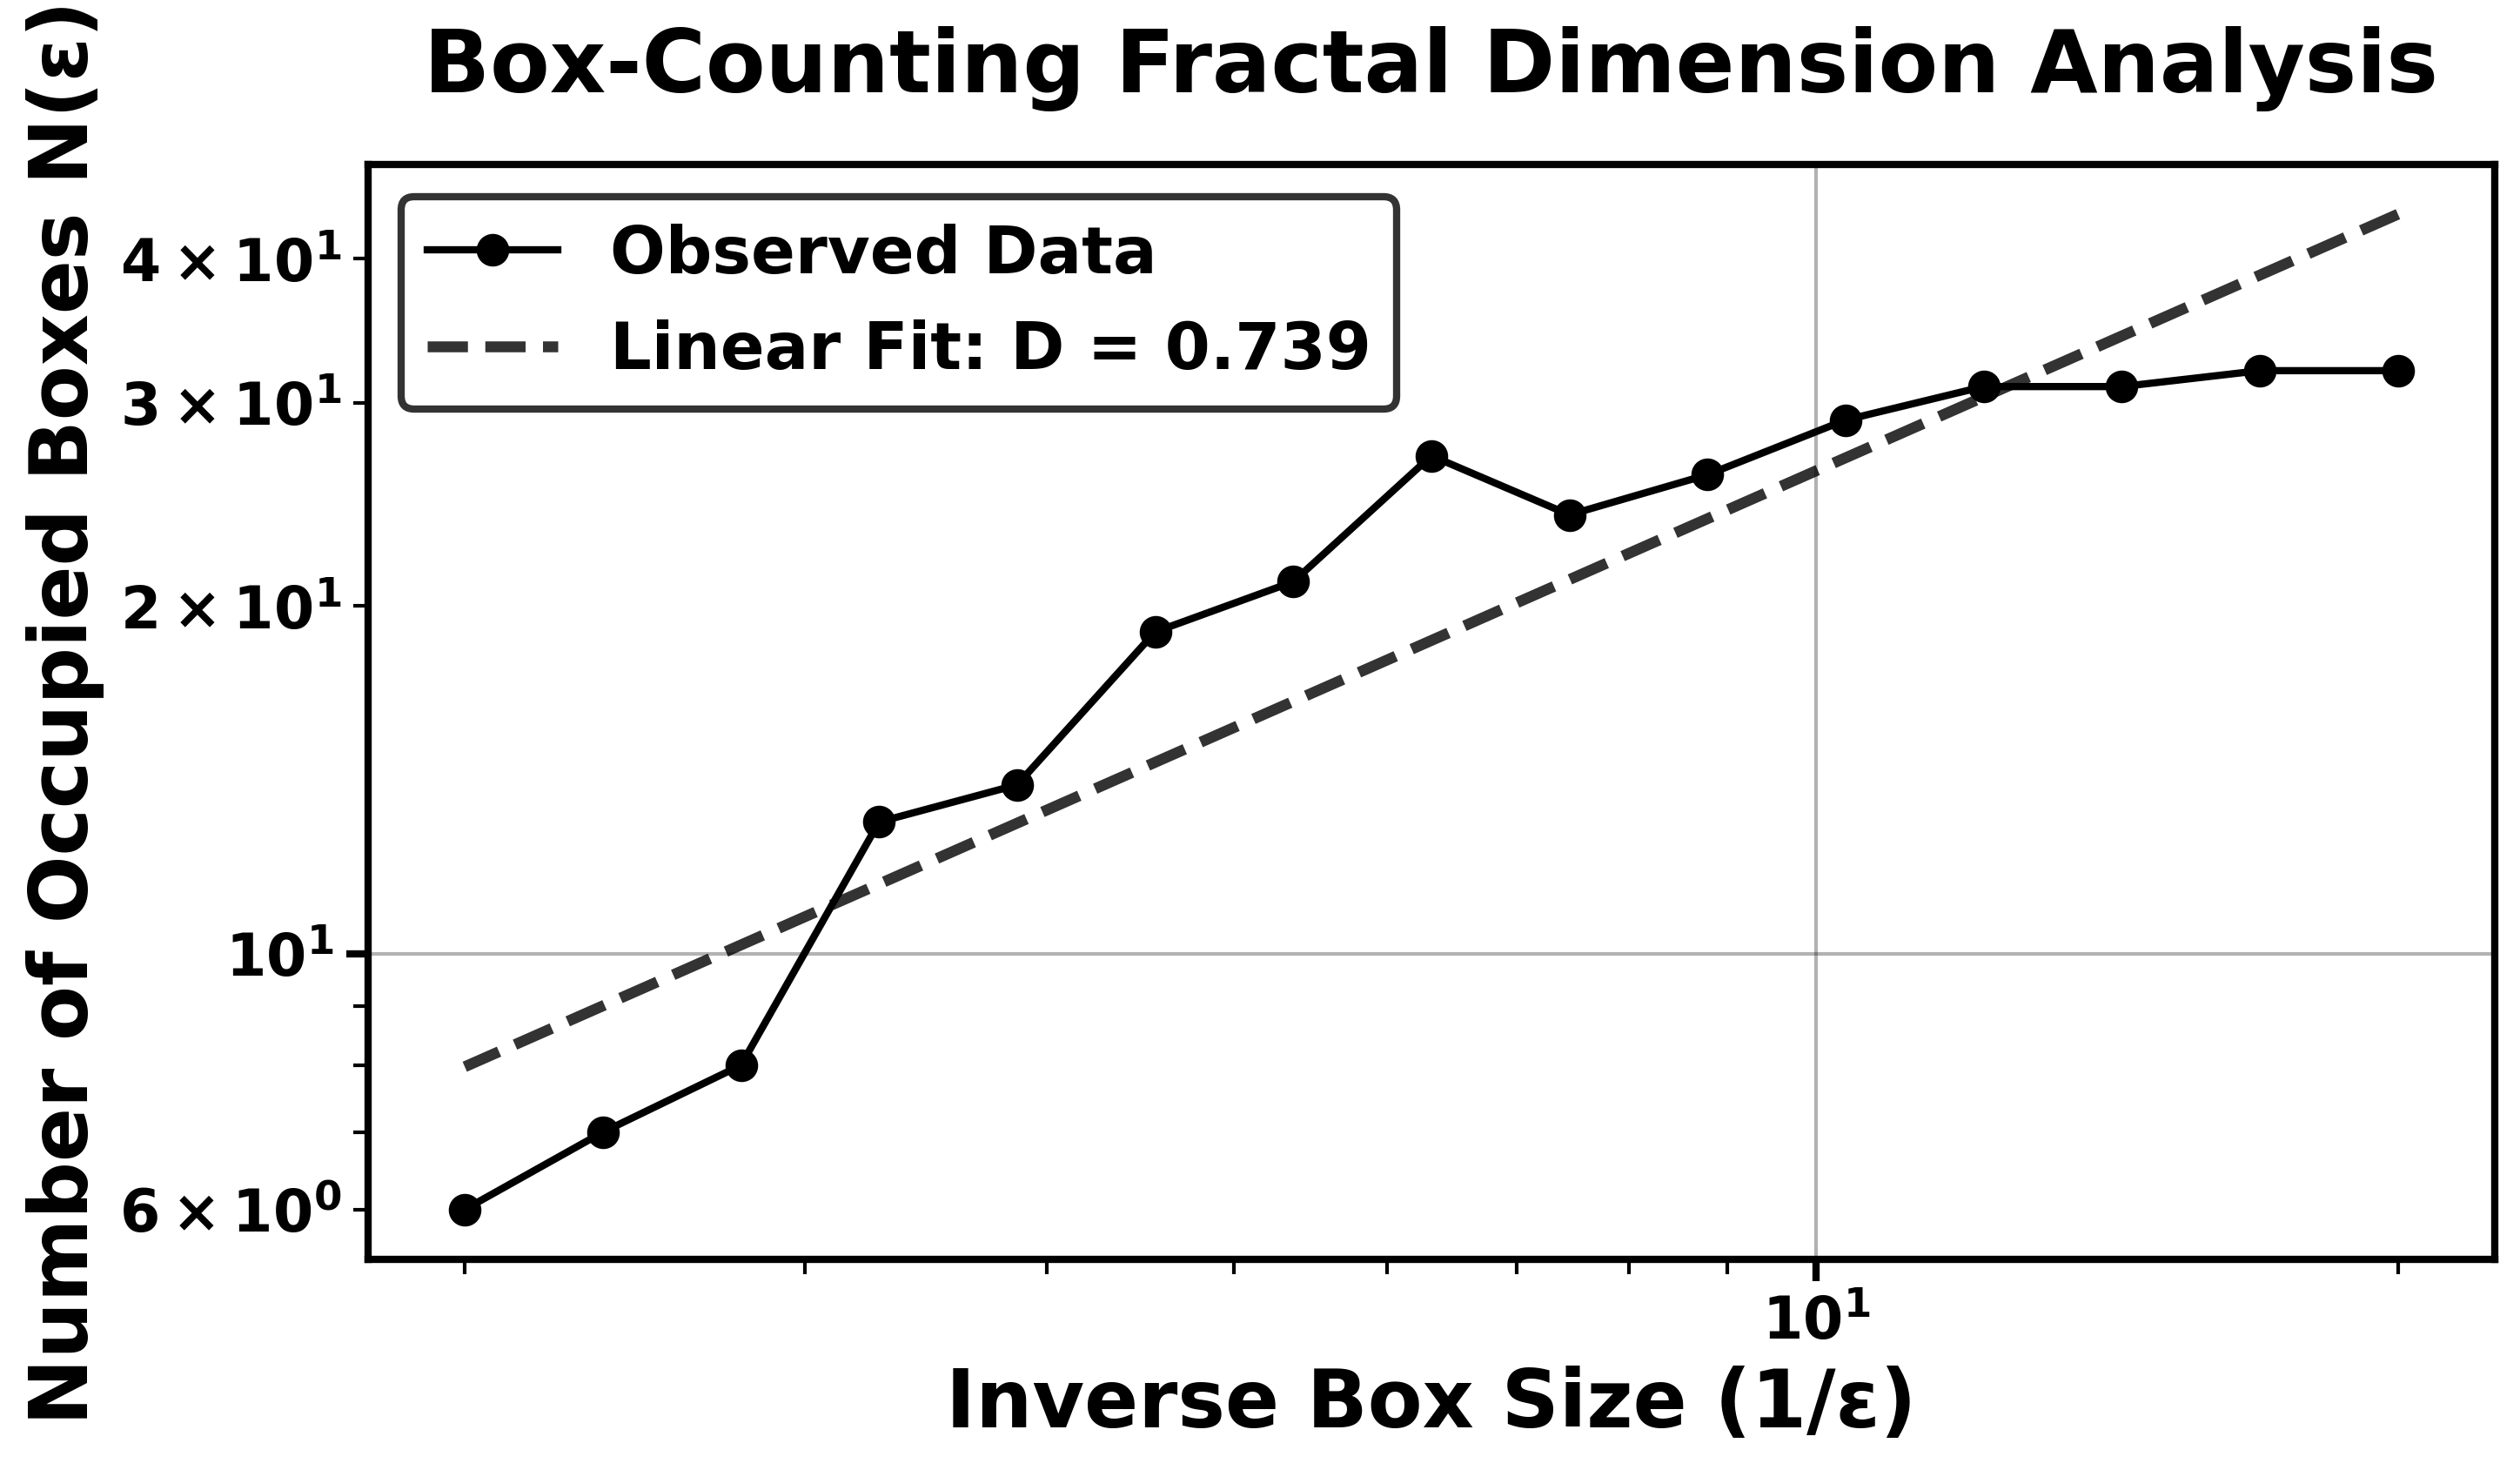 Box-Counting Fractal Dimension Analysis
Number of Occupied Boxes N(ε)
Observed Data
Linear Fit: D = 0.739
4 × 10¹
3 × 10¹
2 × 10¹
10¹
6 × 10⁰
10¹
Inverse Box Size (1/ε)